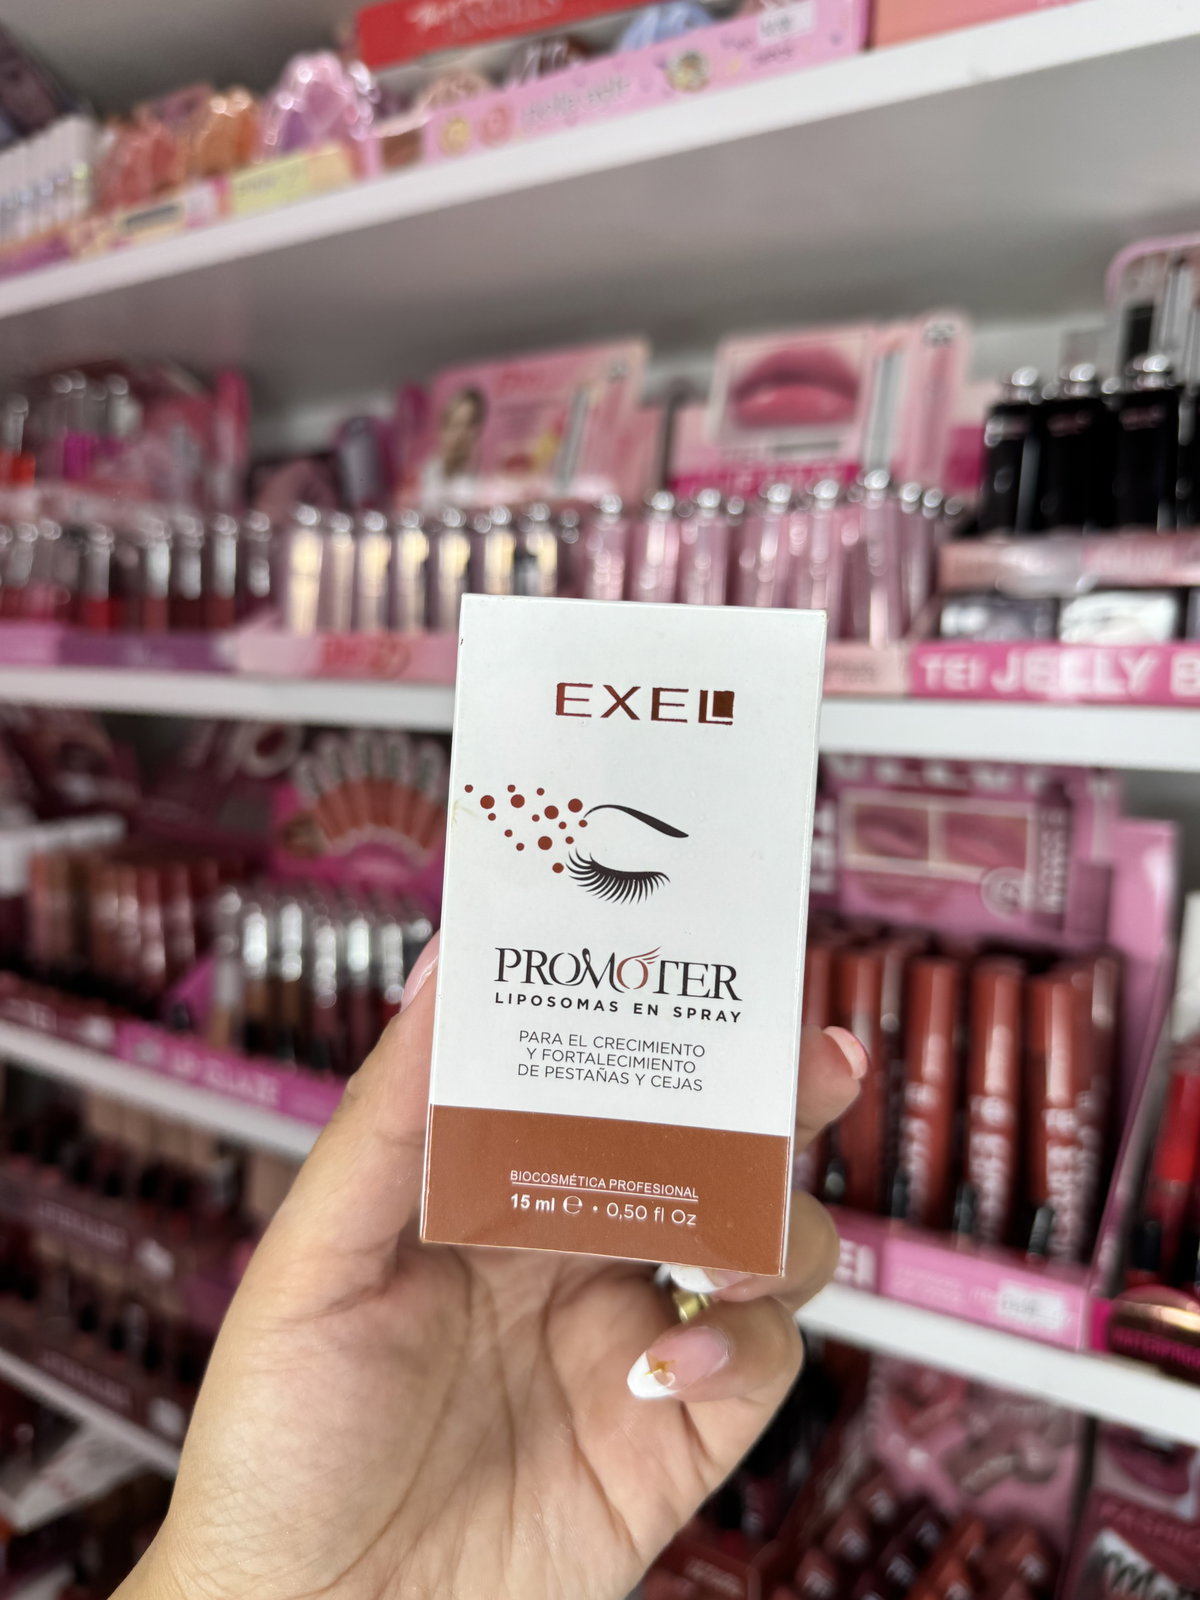 EXEL
PROMOTER
LIPOSOMAS EN SPRAY
PARA EL CRECIMIENTO
Y FORTALECIMIENTO
DE PESTAÑAS Y CEJAS
BIOCOSMÉTICA PROFESIONAL
15 ml ℮ • 0,50 fl Oz
TEI JELLY B